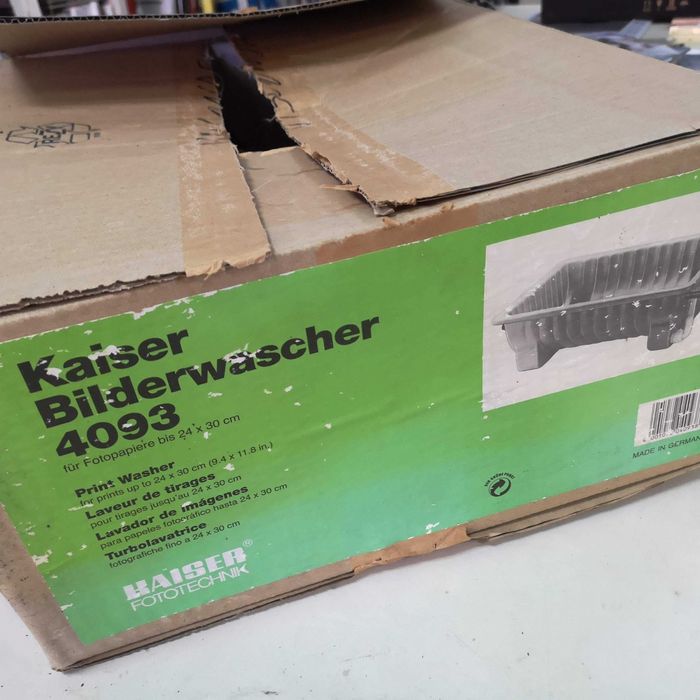 Kaiser
Bilderwascher
4093
für Fotopapiere bis 24 x 30 cm
Print Washer
for prints up to 24 x 30 cm (9.4 x 11.8 in.)
Laveur de tirages
pour tirages jusqu'au 24 x 30 cm
Lavador de imágenes
para papeles fotográfico hasta 24 x 30 cm
Turbolavatrice
fotografiche fino a 24 x 30 cm
KAISER®
FOTOTECHNIK
MADE IN GERMAN
RESY